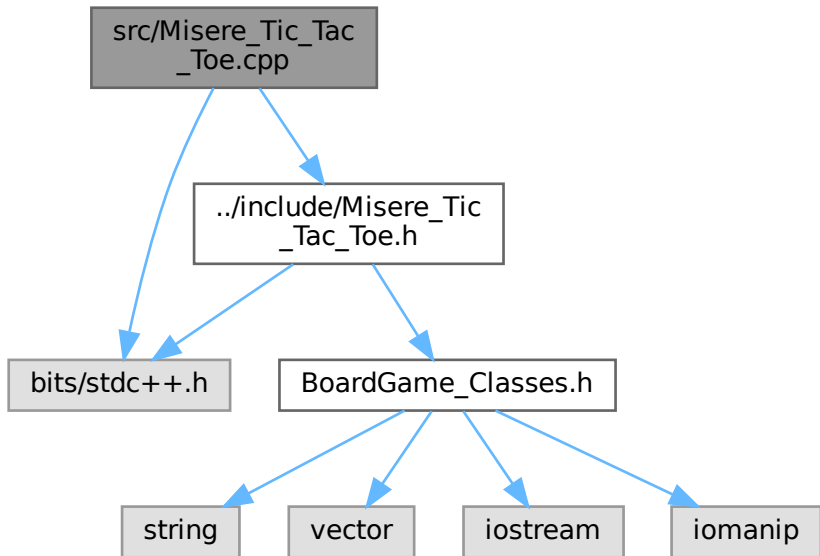 src/Misere_Tic_Tac
_Toe.cpp
../include/Misere_Tic
_Tac_Toe.h
bits/stdc++.h
BoardGame_Classes.h
string
vector
iostream
iomanip